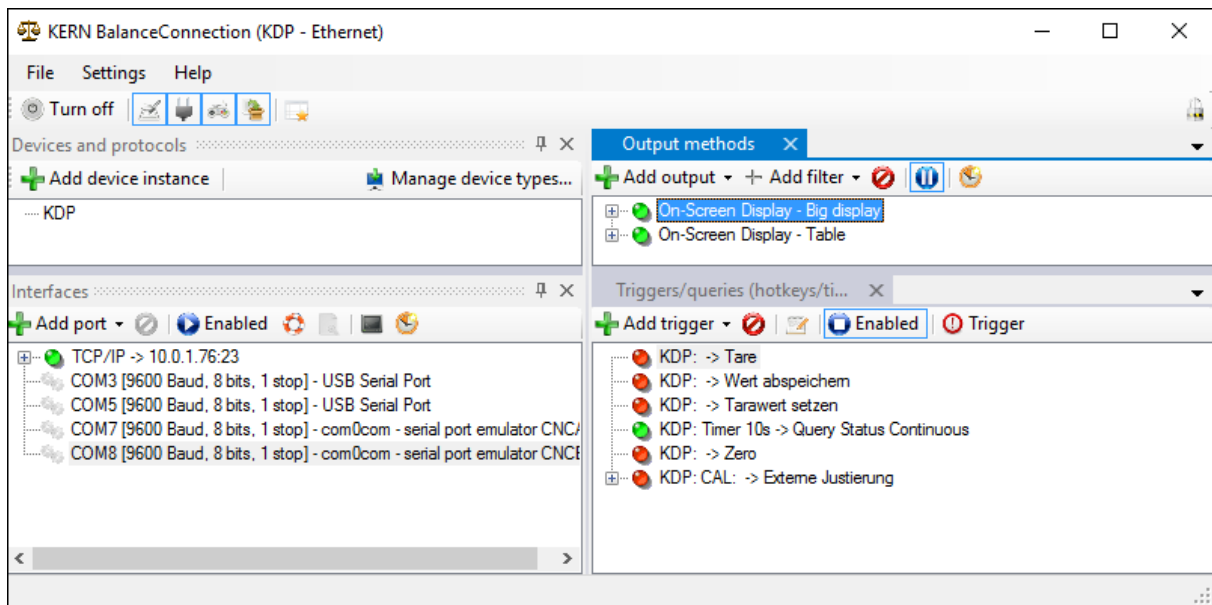 KERN BalanceConnection (KDP - Ethernet)
File Settings Help
Turn off
Devices and protocols
Add device instance Manage device types...
KDP
Output methods
Add output Add filter
On-Screen Display - Big display
On-Screen Display - Table
Interfaces
Add port Enabled
TCP/IP -> 10.0.1.76:23
COM3 [9600 Baud, 8 bits, 1 stop] - USB Serial Port
COM5 [9600 Baud, 8 bits, 1 stop] - USB Serial Port
COM7 [9600 Baud, 8 bits, 1 stop] - com0com - serial port emulator CNCA
COM8 [9600 Baud, 8 bits, 1 stop] - com0com - serial port emulator CNCB
Triggers/queries (hotkeys/ti...
Add trigger Enabled Trigger
KDP: -> Tare
KDP: -> Wert abspeichern
KDP: -> Tarawert setzen
KDP: Timer 10s -> Query Status Continuous
KDP: -> Zero
KDP: CAL: -> Externe Justierung